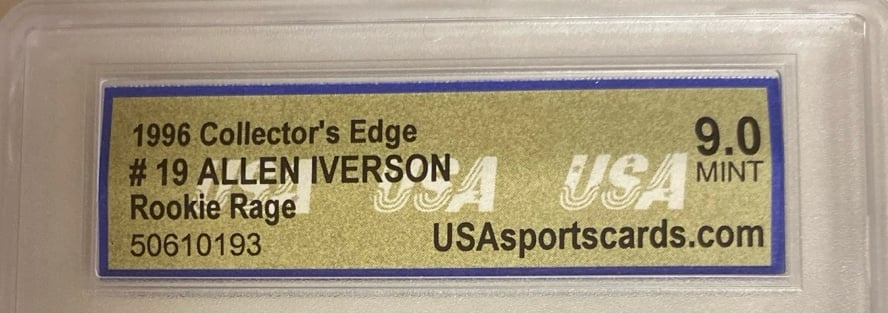 1996 Collector's Edge
# 19 ALLEN IVERSON
Rookie Rage
50610193
9.0
MINT
USA USA USA
USAsportscards.com